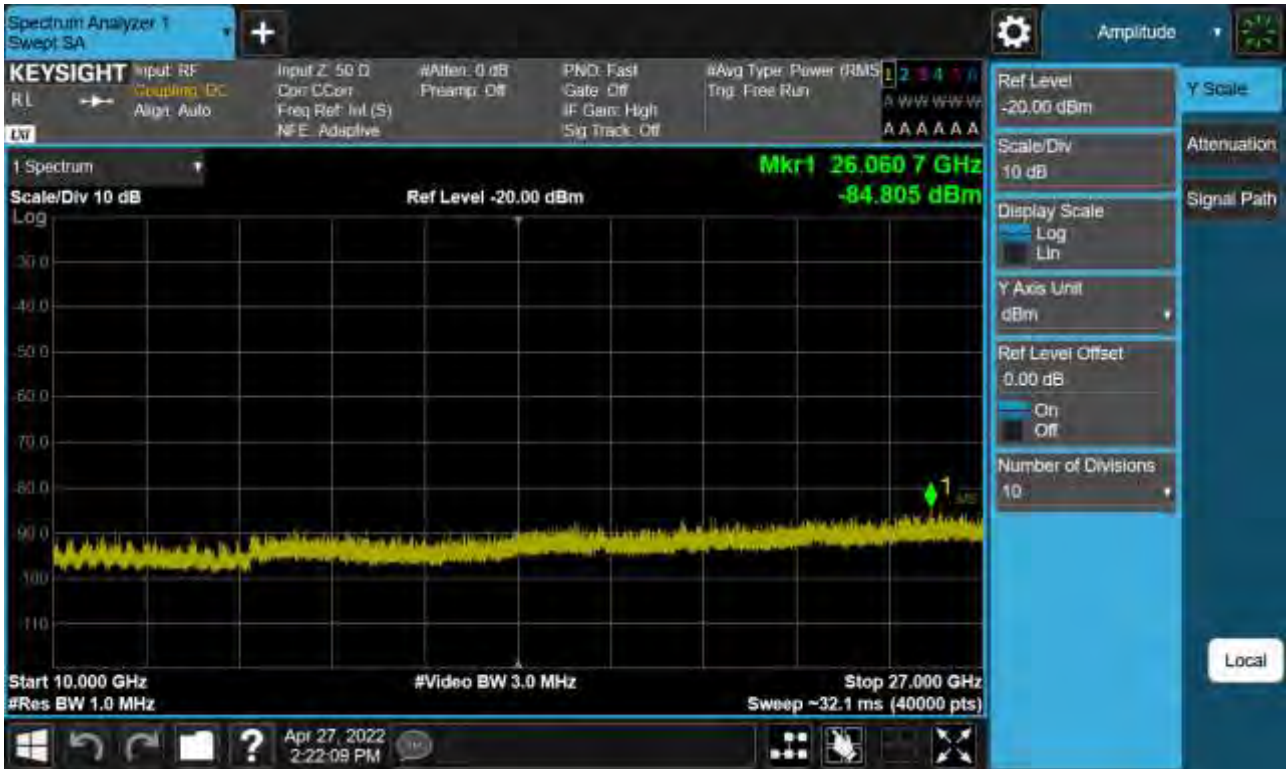 Spectrum Analyzer 1
Swept SA
Amplitude
KEYSIGHT
RL
Input: RF
Coupling: DC
Align: Auto
Input Z: 50 Ω
Corr CCorr
Freq Ref: Int (S)
NFE: Adaptive
#Atten: 0 dB
Preamp: Off
PNO: Fast
Gate: Off
IF Gain: High
Sig Track: Off
#Avg Type: Power (RMS
Trig: Free Run
1 2 3 4 5 6
A W W W W W
A A A A A A
1 Spectrum
Scale/Div 10 dB
Ref Level -20.00 dBm
Mkr1 26.060 7 GHz
-84.805 dBm
Log
-30.0
-40.0
-50.0
-60.0
-70.0
-80.0
-90.0
-100
-110
1
Start 10.000 GHz
#Res BW 1.0 MHz
#Video BW 3.0 MHz
Stop 27.000 GHz
Sweep ~32.1 ms (40000 pts)
Ref Level
-20.00 dBm
Scale/Div
10 dB
Display Scale
Log
Lin
Y Axis Unit
dBm
Ref Level Offset
0.00 dB
On
Off
Number of Divisions
10
Y Scale
Attenuation
Signal Path
Local
?
Apr 27, 2022
2:22:09 PM